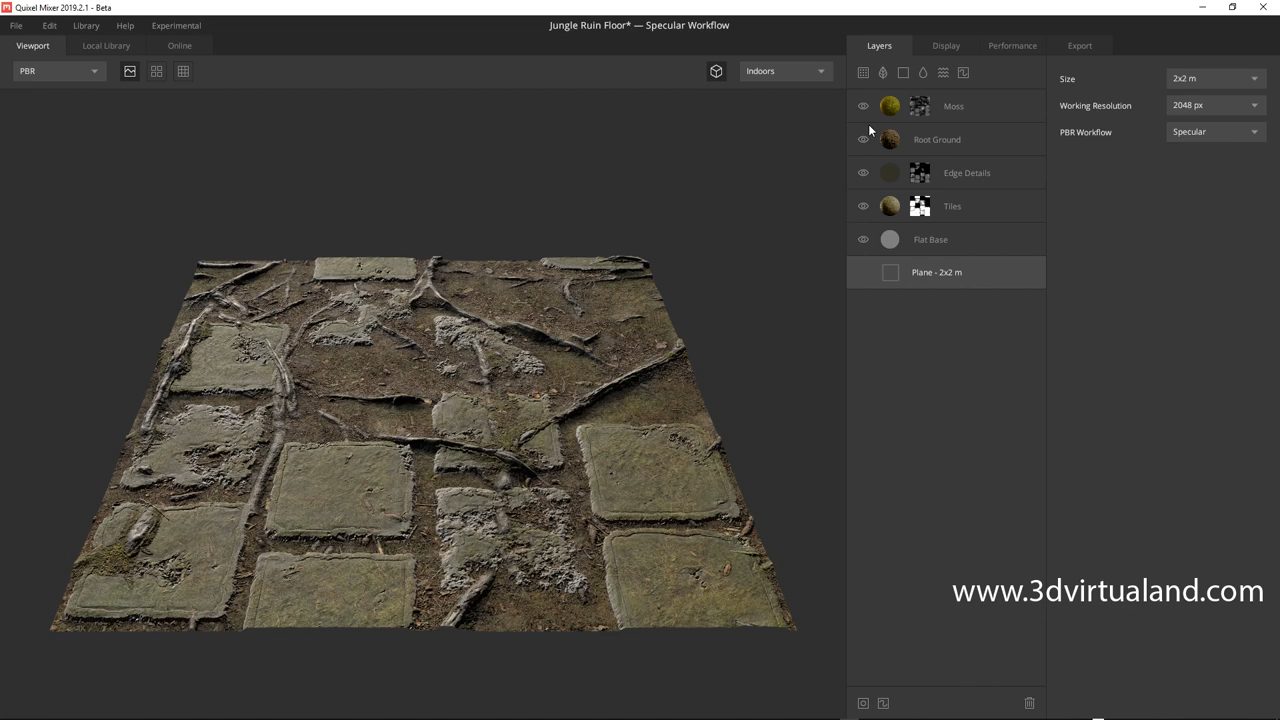 Quixel Mixer 2019.2.1 - Beta
File Edit Library Help Experimental
Jungle Ruin Floor* — Specular Workflow
Viewport Local Library Online
Layers Display Performance Export
PBR
Indoors
Size 2x2 m
Working Resolution 2048 px
PBR Workflow Specular
Moss
Root Ground
Edge Details
Tiles
Flat Base
Plane - 2x2 m
www.3dvirtualand.com